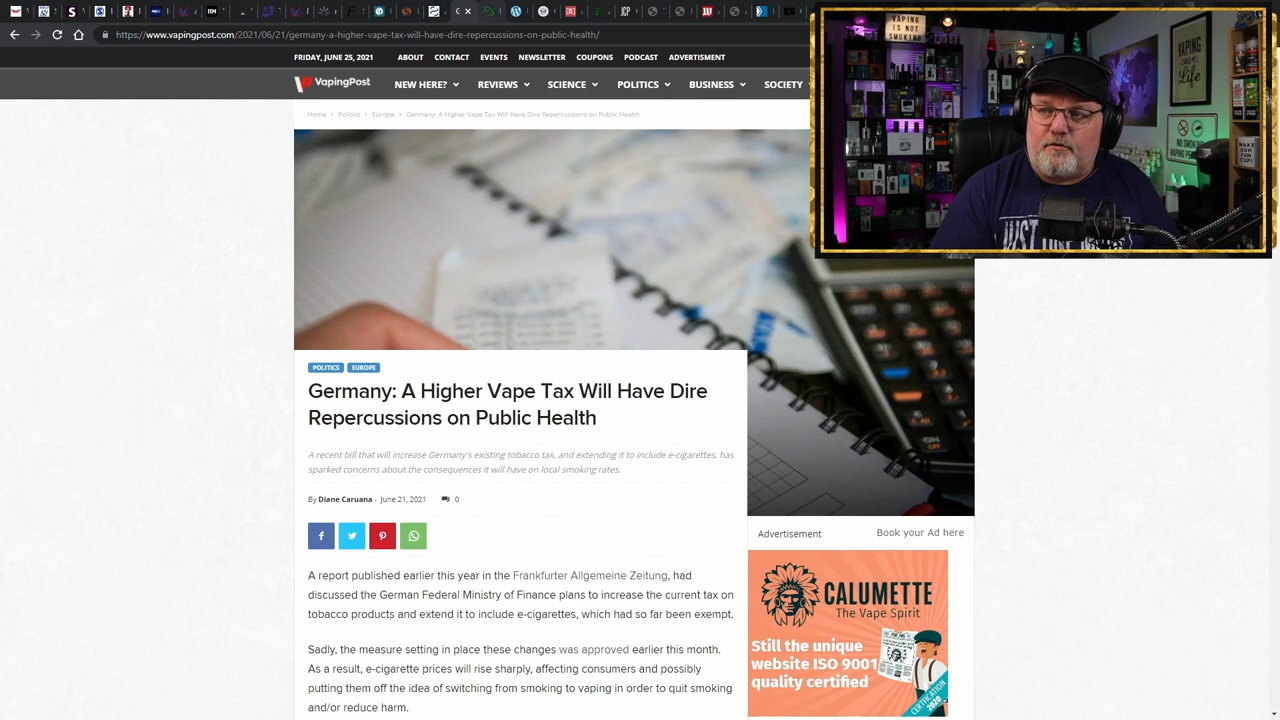 https://www.vapingpost.com/2021/06/21/germany-a-higher-vape-tax-will-have-dire-repercussions-on-public-health/
FRIDAY, JUNE 25, 2021
ABOUT
CONTACT
EVENTS
NEWSLETTER
COUPONS
PODCAST
ADVERTISEMENT
VapingPost
NEW HERE?
REVIEWS
SCIENCE
POLITICS
BUSINESS
SOCIETY
Home > Politics > Europe > Germany: A Higher Vape Tax Will Have Dire Repercussions on Public Health
VAPING
IS NOT
SMOKING
VAPING
Life
POLITICS
EUROPE
Germany: A Higher Vape Tax Will Have Dire
Repercussions on Public Health
A recent bill that will increase Germany's existing tobacco tax, and extending it to include e-cigarettes, has
sparked concerns about the consequences it will have on local smoking rates.
By Diane Caruana - June 21, 2021
0
A report published earlier this year in the Frankfurter Allgemeine Zeitung, had
discussed the German Federal Ministry of Finance plans to increase the current tax on
tobacco products and extend it to include e-cigarettes, which had so far been exempt.
Sadly, the measure setting in place these changes was approved earlier this month.
As a result, e-cigarette prices will rise sharply, affecting consumers and possibly
putting them off the idea of switching from smoking to vaping in order to quit smoking
and/or reduce harm.
Advertisement
Book your Ad here
CALUMETTE
The Vape Spirit
Still the unique
website ISO 9001
quality certified
CERTIFICATION
2020